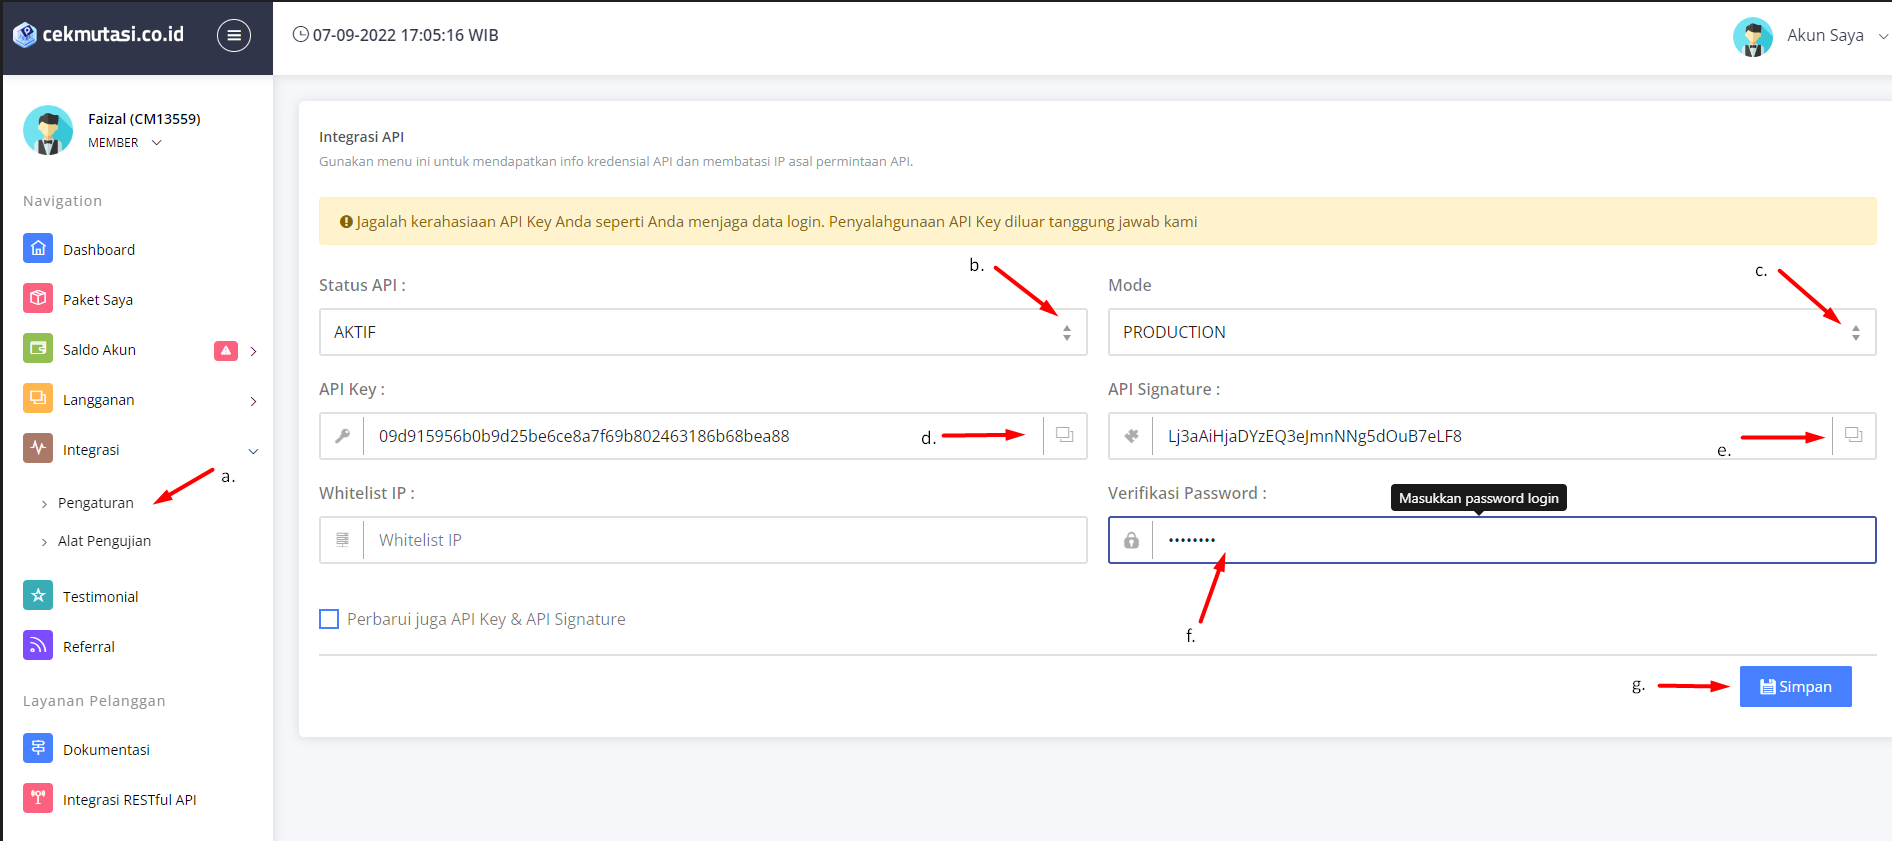 cekmutasi.co.id
07-09-2022 17:05:16 WIB
Akun Saya
Faizal (CM13559)
MEMBER
Navigation
Dashboard
Paket Saya
Saldo Akun
Langganan
Integrasi
a.
Pengaturan
Alat Pengujian
Testimonial
Referral
Layanan Pelanggan
Dokumentasi
Integrasi RESTful API
Integrasi API
Gunakan menu ini untuk mendapatkan info kredensial API dan membatasi IP asal permintaan API.
Jagalah kerahasiaan API Key Anda seperti Anda menjaga data login. Penyalahgunaan API Key diluar tanggung jawab kami
b.
c.
Status API :
Mode
AKTIF
PRODUCTION
API Key :
API Signature :
09d915956b0b9d25be6ce8a7f69b802463186b68bea88
d.
Lj3aAiHjaDYzEQ3eJmnNNg5dOuB7eLF8
e.
Whitelist IP :
Verifikasi Password :
Masukkan password login
Whitelist IP
••••••••
f.
Perbarui juga API Key & API Signature
g.
Simpan